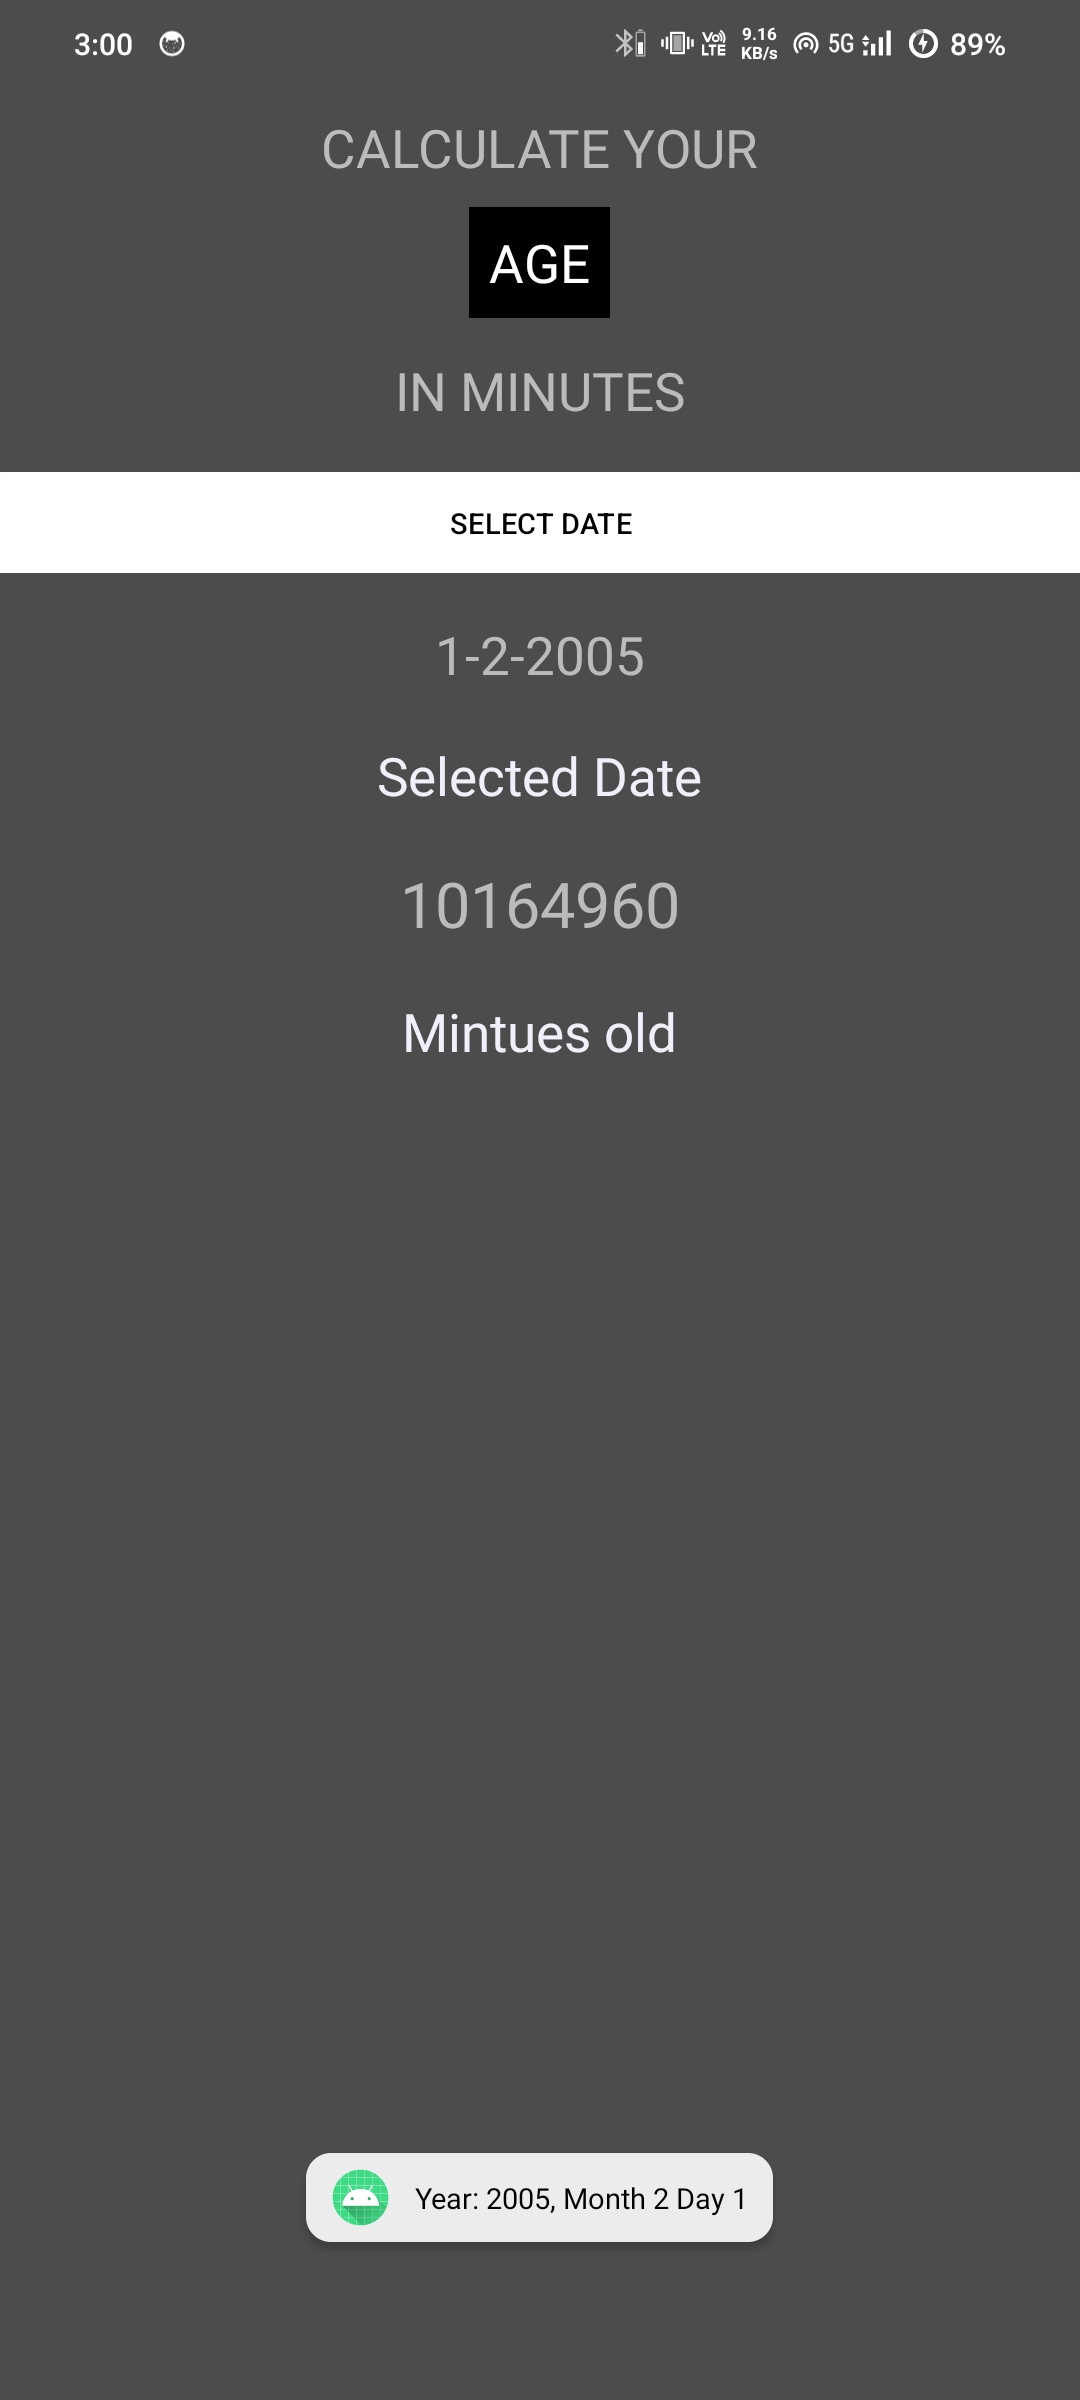 3:00 Vo) LTE 9.16 KB/s 5G 89%
CALCULATE YOUR
AGE
IN MINUTES
SELECT DATE
1-2-2005
Selected Date
10164960
Mintues old
Year: 2005, Month 2 Day 1